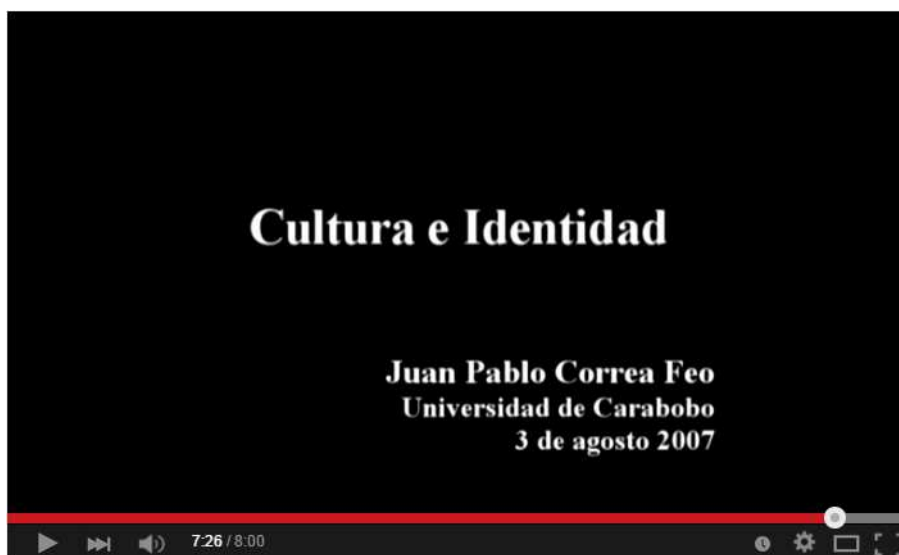 Cultura e Identidad
Juan Pablo Correa Feo
Universidad de Carabobo
3 de agosto 2007
7:26 / 8:00